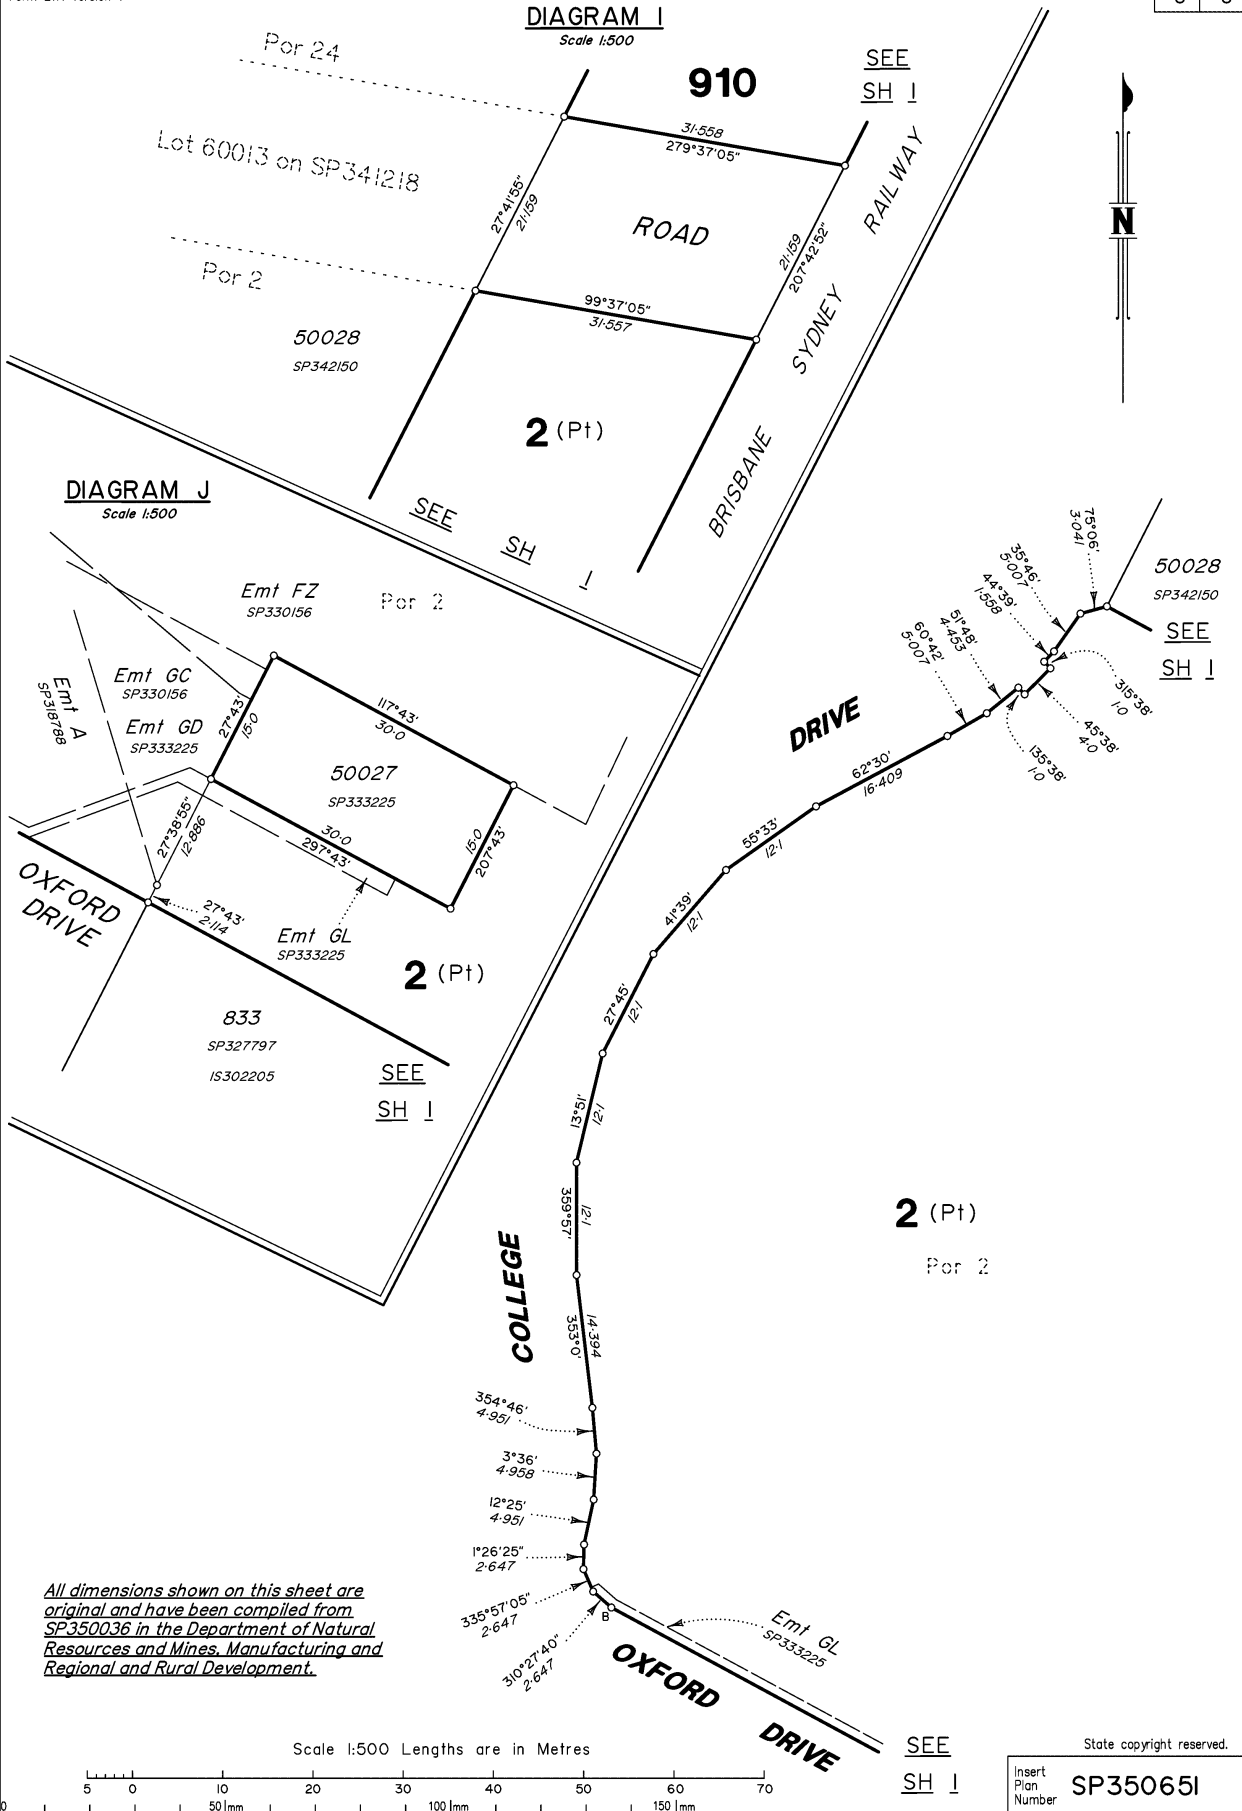 DIAGRAM I
Scale 1:500
Por 24
910
SEE
SH I
31·558
279°37'05"
Lot 60013 on SP341218
27°41'55"
21·159
ROAD
21·159
207°42'52"
RAILWAY
SYDNEY
BRISBANE
N
Por 2
99°37'05"
31·557
50028
SP342150
2 (Pt)
SEE
SH
I
DIAGRAM J
Scale 1:500
Emt FZ
SP330156
Por 2
Emt GC
SP330156
Emt A
SP318788
Emt GD
SP333225
27°43'
15·0
117°43'
30·0
50027
SP333225
27°38'55"
12·886
30·0
297°43'
15·0
207°43'
OXFORD
DRIVE
27°43'
2·114
Emt GL
SP333225
2 (Pt)
833
SP327797
IS302205
SEE
SH I
75°06'
3·041
35°46'
5·007
44°39'
1·558
51°48'
4·453
60°42'
5·007
50028
SP342150
SEE
SH I
315°38'
1·0
45°38'
4·0
135°38'
1·0
DRIVE
62°30'
16·409
55°33'
12·1
41°39'
12·1
27°45'
12·1
13°51'
12·1
359°57'
12·1
2 (Pt)
Por 2
COLLEGE
353°0'
14·394
354°46'
4·951
3°36'
4·958
12°25'
4·951
1°26'25"
2·647
335°57'05"
2·647
310°27'40"
2·647
B
Emt GL
SP333225
OXFORD
DRIVE
All dimensions shown on this sheet are
original and have been compiled from
SP350036 in the Department of Natural
Resources and Mines, Manufacturing and
Regional and Rural Development.
Scale 1:500 Lengths are in Metres
5 0 10 20 30 40 50 60 70
0 50 mm 100 mm 150 mm
SEE
SH I
State copyright reserved.
Insert
Plan
Number
SP350651